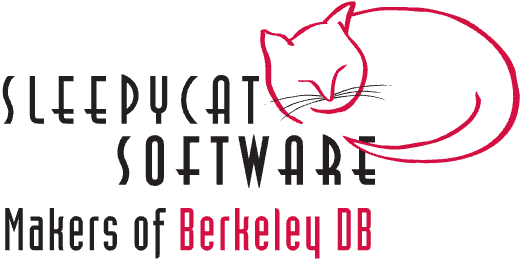 SLEEPYCAT
SOFTWARE
Makers of Berkeley DB